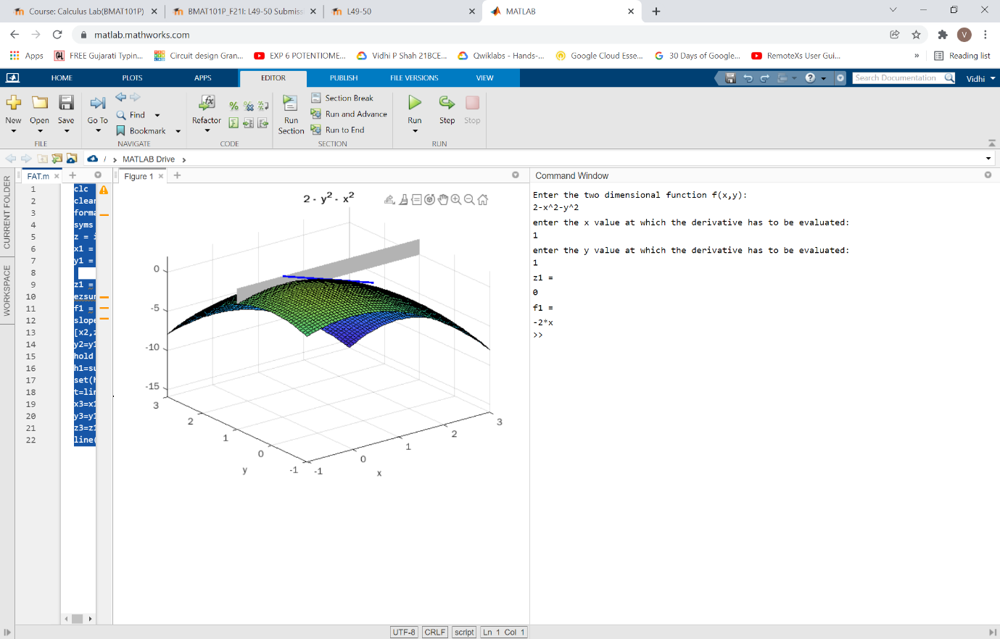 Course: Calculus Lab(BMAT101P)
BMAT101P_F21I: L49-50 Submiss
L49-50
MATLAB
matlab.mathworks.com
V
Apps
FREE Gujarati Typin...
Circuit design Gran...
EXP 6 POTENTIOME...
Vidhi P Shah 21BCE...
Qwiklabs - Hands-...
Google Cloud Esse...
30 Days of Google...
RemoteXs User Gui...
»
Reading list
HOME
PLOTS
APPS
EDITOR
PUBLISH
FILE VERSIONS
VIEW
Search Documentation
Vidhi
New
Open
Save
FILE
Go To
Find
Bookmark
NAVIGATE
Refactor
CODE
Run Section
Section Break
Run and Advance
Run to End
SECTION
Run
Step
Stop
RUN
/ › MATLAB Drive ›
CURRENT FOLDER
WORKSPACE
FAT.m
1 clc
2 clear
3 forma
4 syms
5 z = i
6 x1 =
7 y1 =
8
9 z1 =
10 ezsur
11 f1 =
12 slope
13 [x2,z
14 y2=y1
15 hold
16 h1=su
17 set(h
18 t=lin
19 x3=x1
20 y3=y1
21 z3=z1
22 line(
Figure 1
2 - y² - x²
0
-5
-10
-15
3
2
1
0
-1
y
-1
0
1
2
3
x
Command Window
Enter the two dimensional function f(x,y):
2-x^2-y^2
enter the x value at which the derivative has to be evaluated:
1
enter the y value at which the derivative has to be evaluated:
1
z1 =
0
f1 =
-2*x
>>
UTF-8
CRLF
script
Ln 1 Col 1